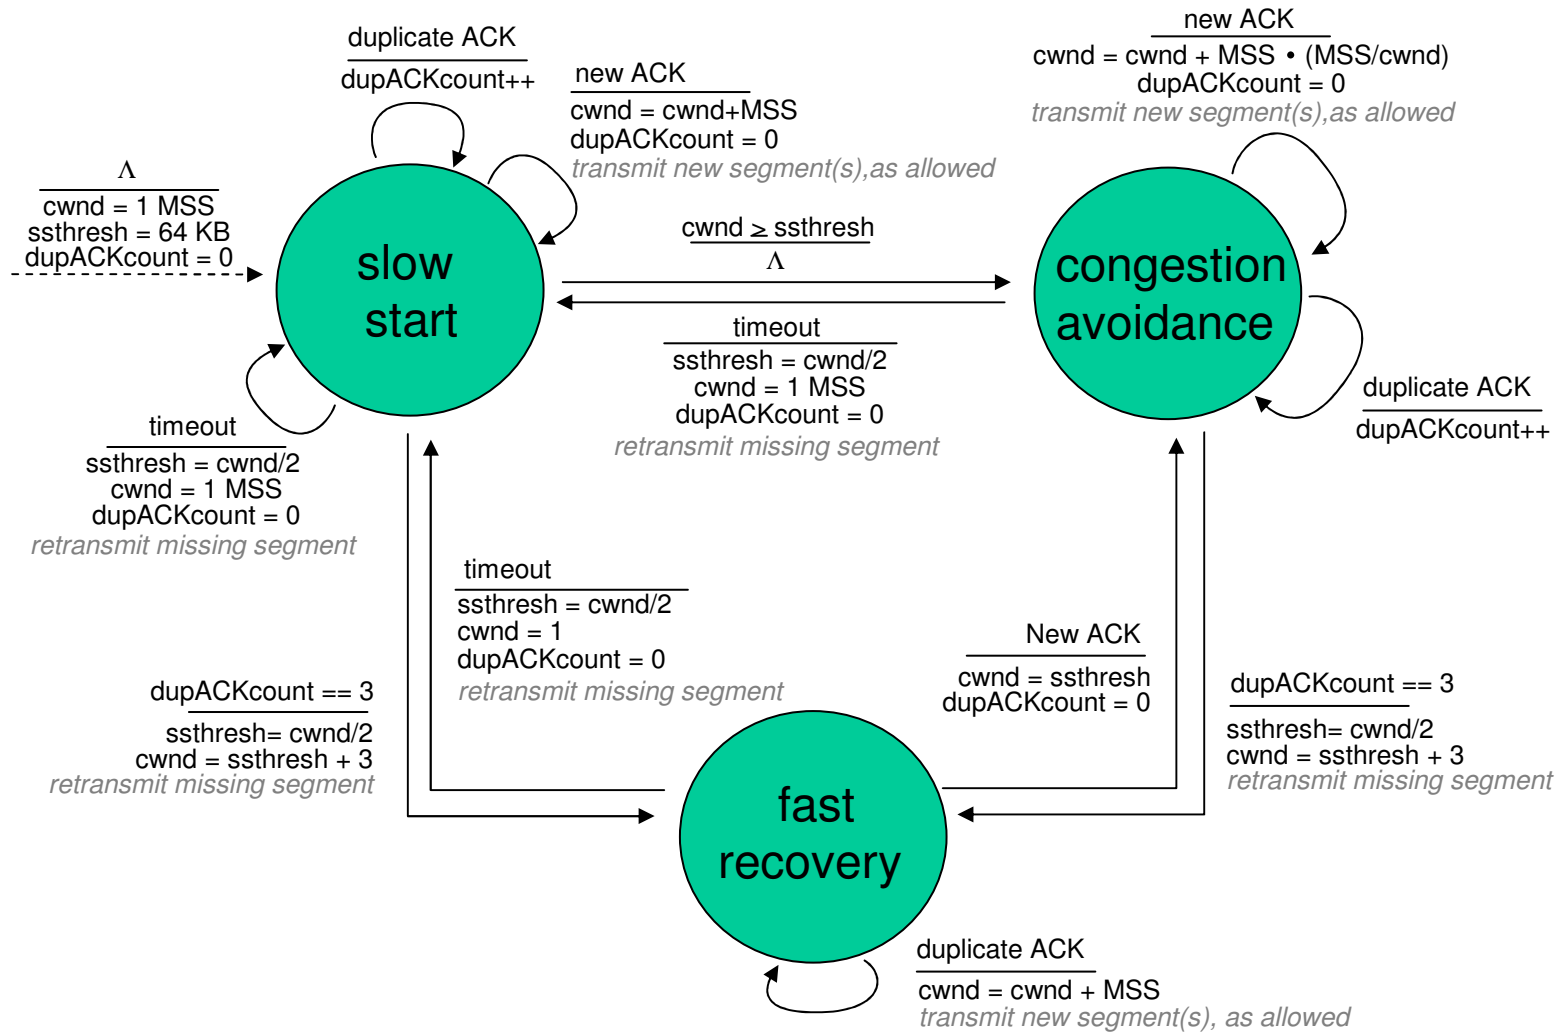 duplicate ACK
dupACKcount++
new ACK
cwnd = cwnd+MSS
dupACKcount = 0
transmit new segment(s),as allowed
new ACK
cwnd = cwnd + MSS • (MSS/cwnd)
dupACKcount = 0
transmit new segment(s),as allowed
Λ
cwnd = 1 MSS
ssthresh = 64 KB
dupACKcount = 0
slow
start
cwnd ≥ ssthresh
Λ
timeout
ssthresh = cwnd/2
cwnd = 1 MSS
dupACKcount = 0
retransmit missing segment
congestion
avoidance
duplicate ACK
dupACKcount++
timeout
ssthresh = cwnd/2
cwnd = 1 MSS
dupACKcount = 0
retransmit missing segment
timeout
ssthresh = cwnd/2
cwnd = 1
dupACKcount = 0
retransmit missing segment
New ACK
cwnd = ssthresh
dupACKcount = 0
dupACKcount == 3
ssthresh= cwnd/2
cwnd = ssthresh + 3
retransmit missing segment
dupACKcount == 3
ssthresh= cwnd/2
cwnd = ssthresh + 3
retransmit missing segment
fast
recovery
duplicate ACK
cwnd = cwnd + MSS
transmit new segment(s), as allowed